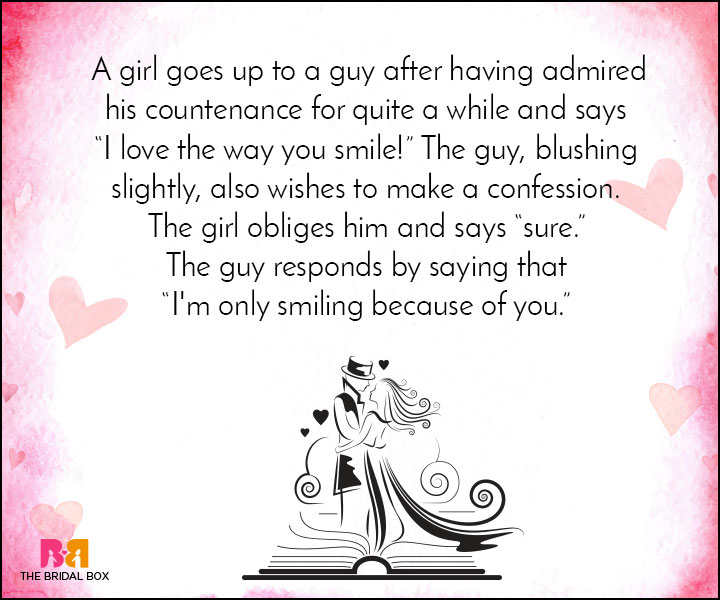 A girl goes up to a guy after having admired
his countenance for quite a while and says
“I love the way you smile!” The guy, blushing
slightly, also wishes to make a confession.
The girl obliges him and says “sure.”
The guy responds by saying that
“I'm only smiling because of you.”
BB
THE BRIDAL BOX